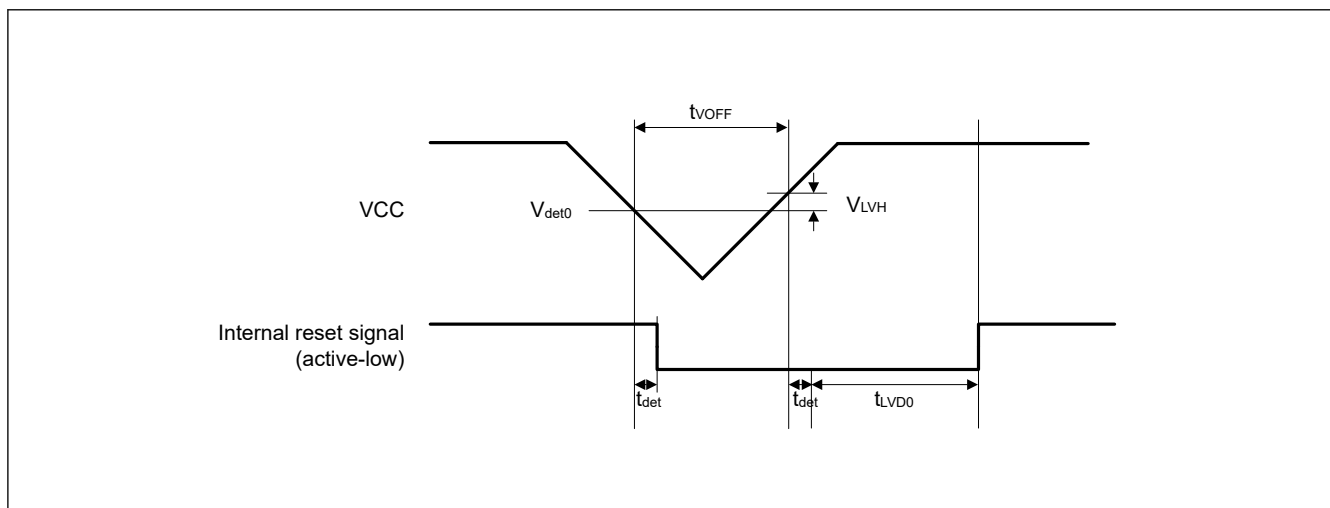 tVOFF
VCC
Vdet0
VLVH
Internal reset signal
(active-low)
tdet
tdet
tLVD0